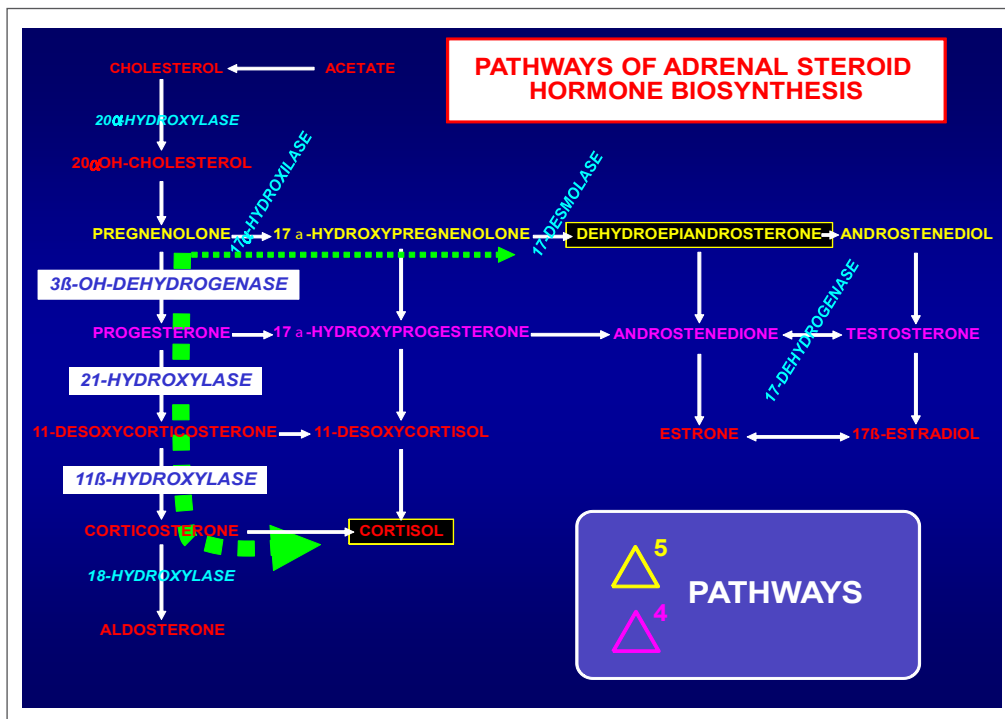 PATHWAYS OF ADRENAL STEROID
HORMONE BIOSYNTHESIS
CHOLESTEROL
ACETATE
20α-HYDROXYLASE
20αOH-CHOLESTEROL
17α-HYDROXILASE
17-DESMOLASE
PREGNENOLONE
17 a -HYDROXYPREGNENOLONE
DEHYDROEPIANDROSTERONE
ANDROSTENEDIOL
3ß-OH-DEHYDROGENASE
17-DEHYDROGENASE
PROGESTERONE
17 a -HYDROXYPROGESTERONE
ANDROSTENEDIONE
TESTOSTERONE
21-HYDROXYLASE
11-DESOXYCORTICOSTERONE
11-DESOXYCORTISOL
ESTRONE
17ß-ESTRADIOL
11ß-HYDROXYLASE
CORTICOSTERONE
CORTISOL
18-HYDROXYLASE
ALDOSTERONE
5
PATHWAYS
4